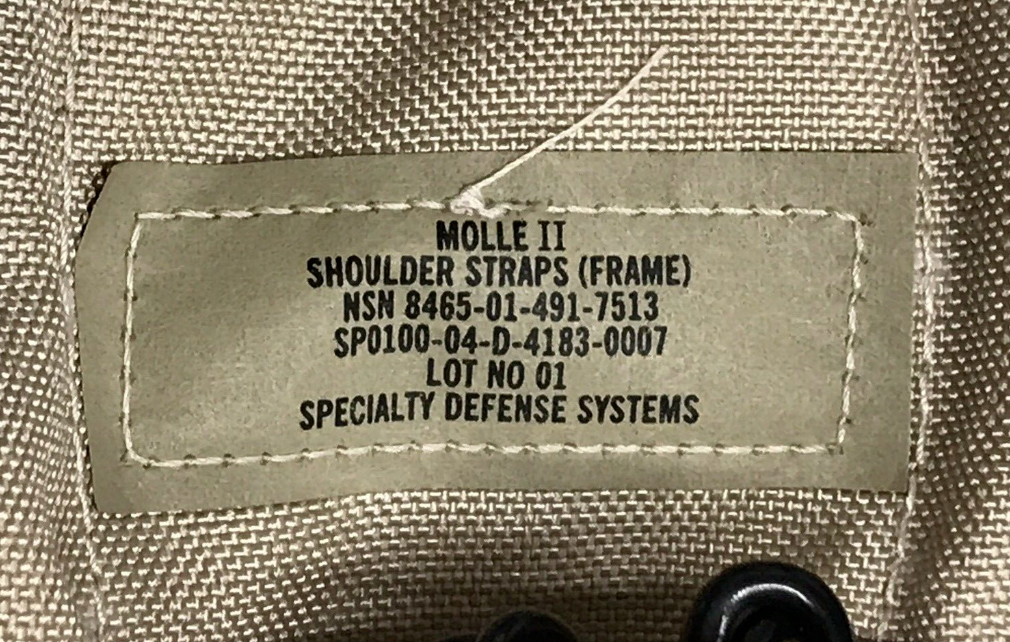 MOLLE II
SHOULDER STRAPS (FRAME)
NSN 8465-01-491-7513
SP0100-04-D-4183-0007
LOT NO 01
SPECIALTY DEFENSE SYSTEMS